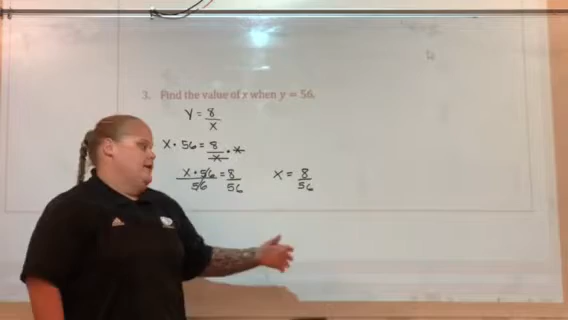 3. Find the value of x when y = 56.
y = 8/x
x · 56 = 8/x · x
x · 56/56 = 8/56
x = 8/56